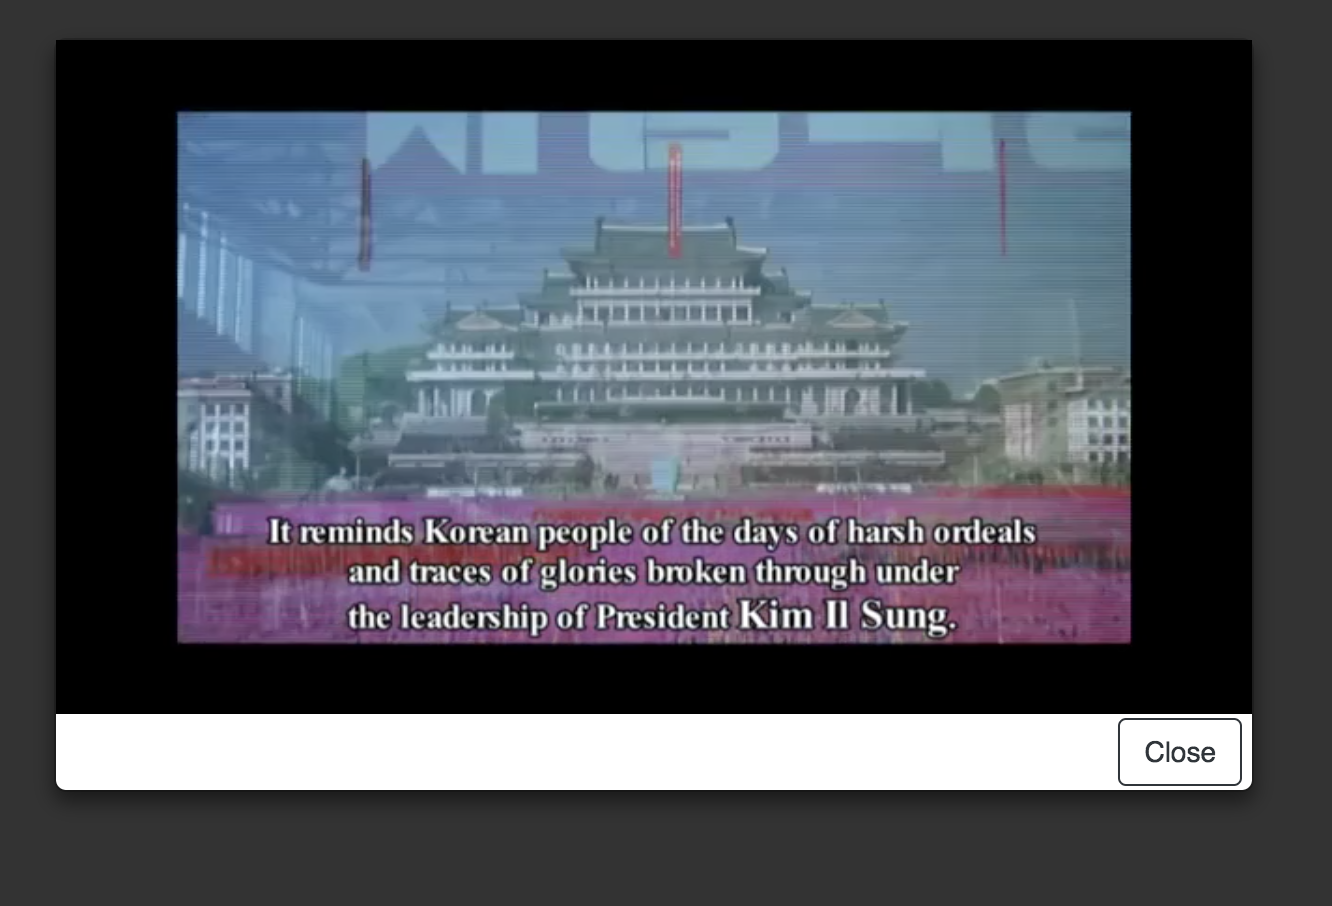 It reminds Korean people of the days of harsh ordeals
and traces of glories broken through under
the leadership of President Kim Il Sung.
Close